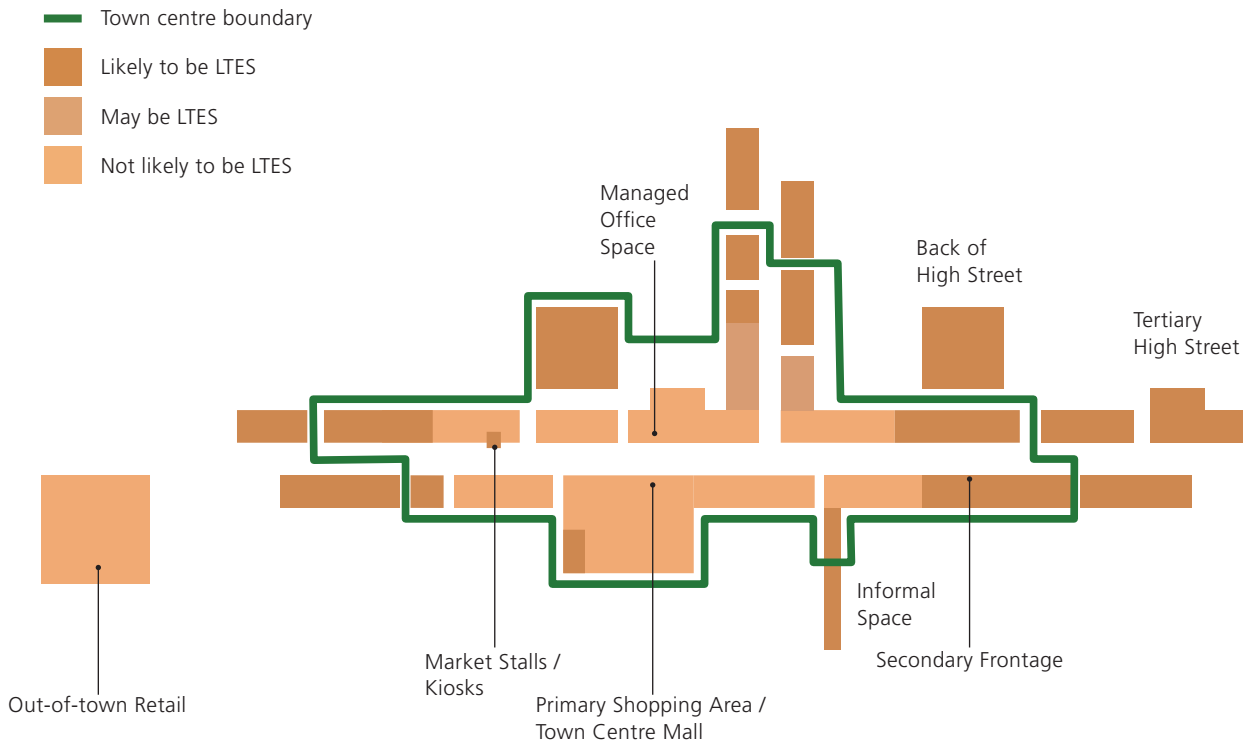 Town centre boundary
Likely to be LTES
May be LTES
Not likely to be LTES
Managed
Office
Space
Back of
High Street
Tertiary
High Street
Informal
Space
Market Stalls /
Kiosks
Secondary Frontage
Out-of-town Retail
Primary Shopping Area /
Town Centre Mall